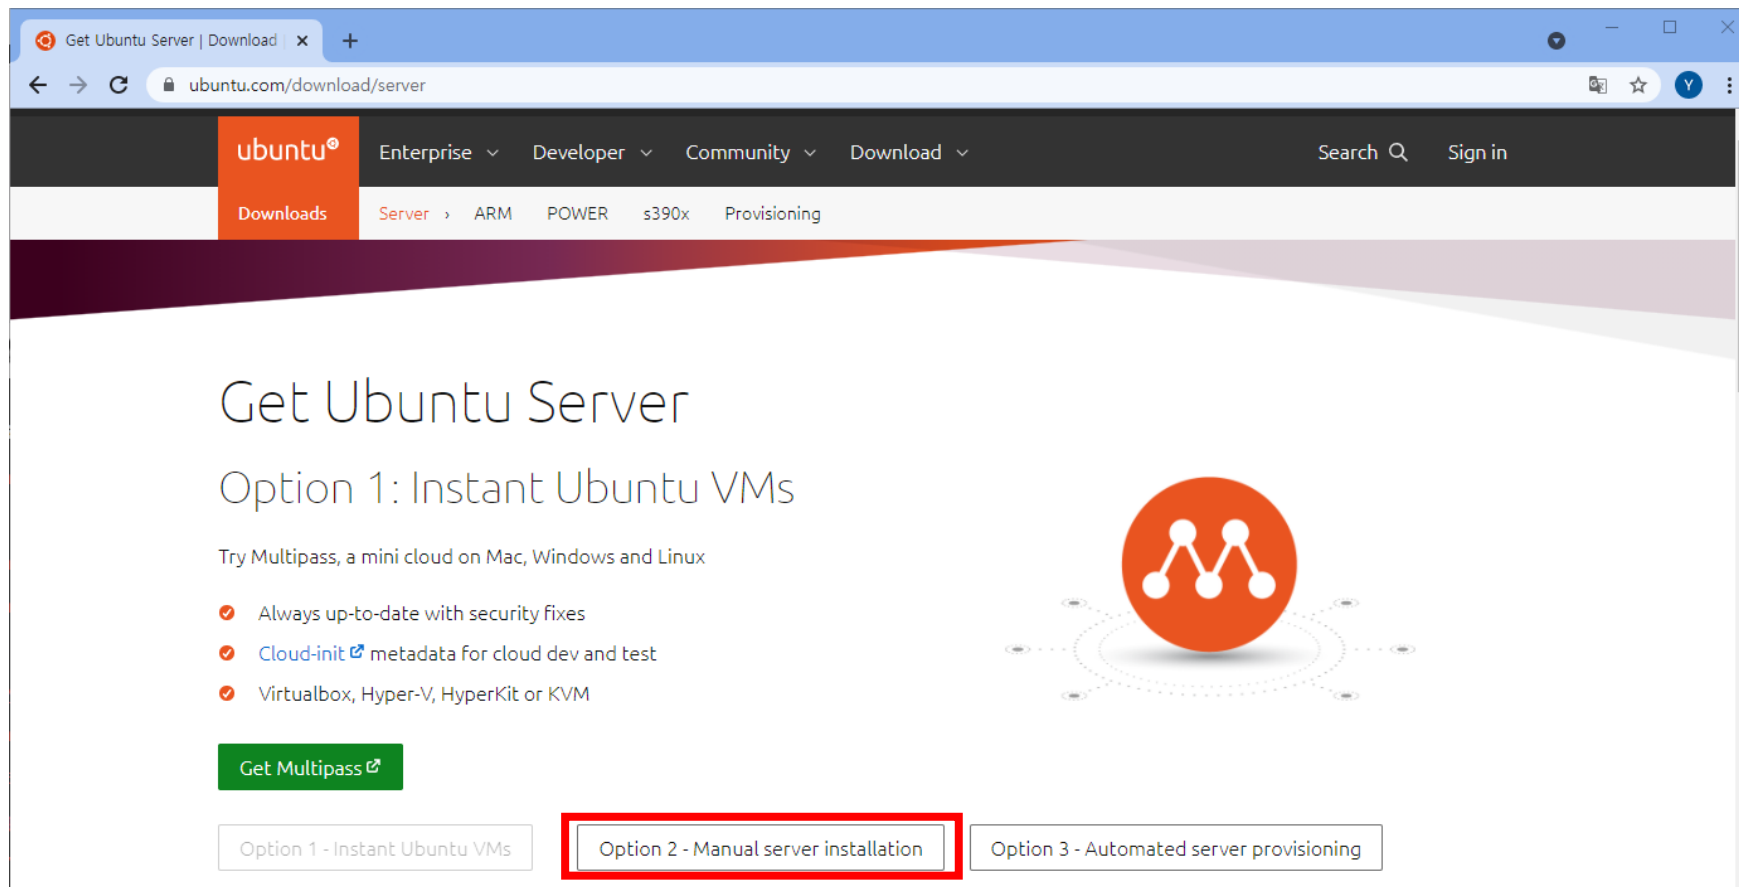 Get Ubuntu Server | Download
ubuntu.com/download/server
Y
ubuntu Enterprise Developer Community Download Search Sign in
Downloads Server › ARM POWER s390x Provisioning
Get Ubuntu Server
Option 1: Instant Ubuntu VMs
Try Multipass, a mini cloud on Mac, Windows and Linux
Always up-to-date with security fixes
Cloud-init metadata for cloud dev and test
Virtualbox, Hyper-V, HyperKit or KVM
Get Multipass
Option 1 - Instant Ubuntu VMs Option 2 - Manual server installation Option 3 - Automated server provisioning